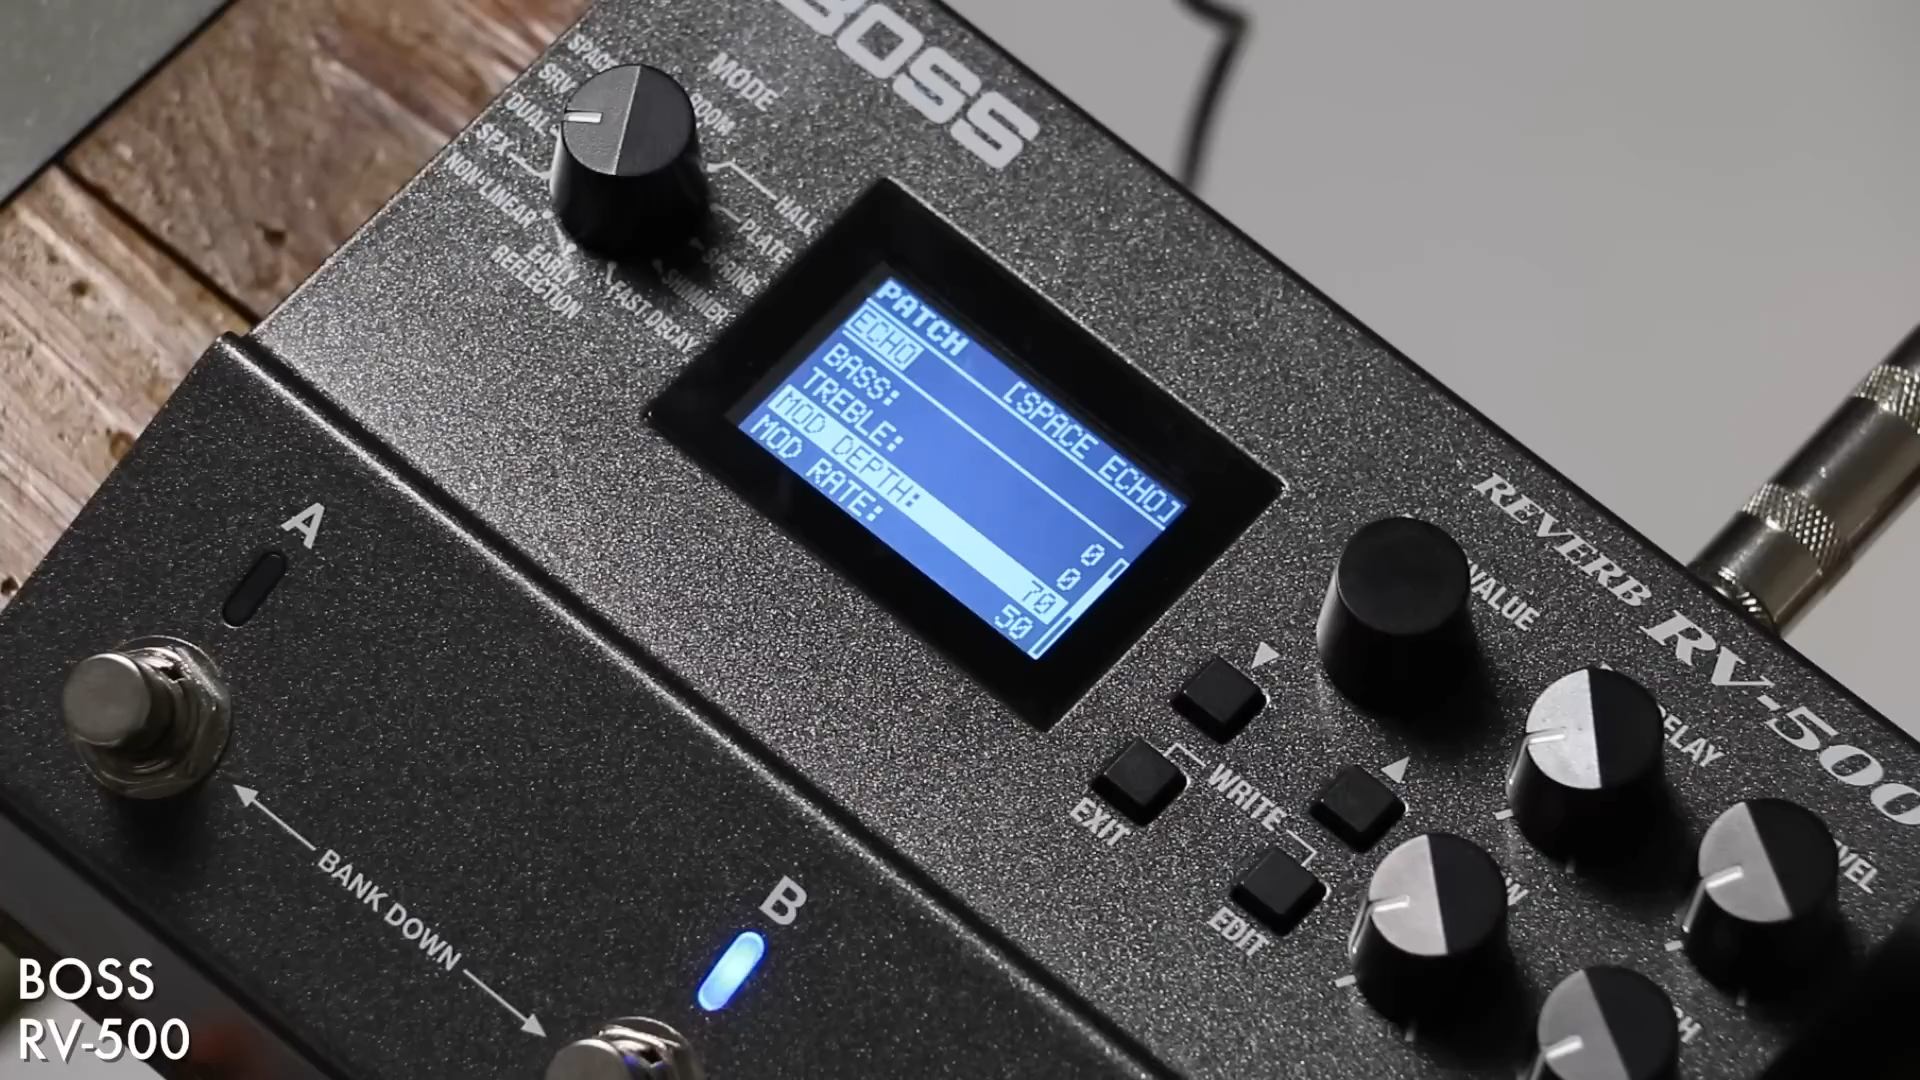 BOSS
MODE
SPACE
SRV
DUAL
SFX
NON-LINEAR
EARLY
REFLECTION
FAST DECAY
SHIMMER
PLATE
HALL
ROOM
PATCH
[SPACE ECHO]
ECHO
BASS: 0
TREBLE: 0
MOD DEPTH: 70
MOD RATE: 50
REVERB RV-500
VALUE
DELAY
EXIT
WRITE
EDIT
A
BANK DOWN
B
BOSS
RV-500